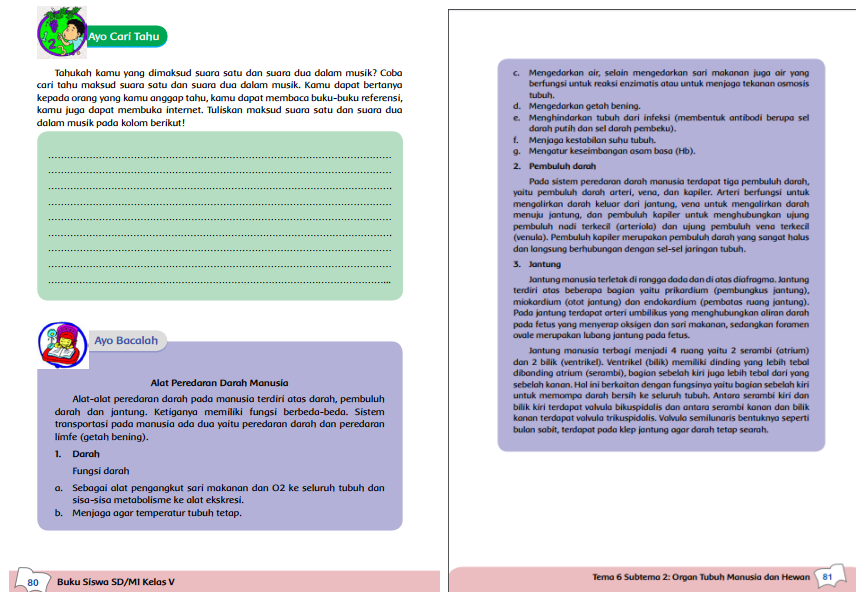 Ayo Cari Tahu
Tahukah kamu yang dimaksud suara satu dan suara dua dalam musik? Coba
cari tahu maksud suara satu dan suara dua dalam musik. Kamu dapat bertanya
kepada orang yang kamu anggap tahu, kamu dapat membaca buku-buku referensi,
kamu juga dapat membuka internet. Tuliskan maksud suara satu dan suara dua
dalam musik pada kolom berikut!
Ayo Bacalah
Alat Peredaran Darah Manusia
Alat-alat peredaran darah pada manusia terdiri atas darah, pembuluh
darah dan jantung. Ketiganya memiliki fungsi berbeda-beda. Sistem
transportasi pada manusia ada dua yaitu peredaran darah dan peredaran
limfe (getah bening).
1. Darah
Fungsi darah
a. Sebagai alat pengangkut sari makanan dan O2 ke seluruh tubuh dan
sisa-sisa metabolisme ke alat ekskresi.
b. Menjaga agar temperatur tubuh tetap.
80 Buku Siswa SD/MI Kelas V
c. Mengedarkan air, selain mengedarkan sari makanan juga air yang
berfungsi untuk reaksi enzimatis atau untuk menjaga tekanan osmosis
tubuh.
d. Mengedarkan getah bening.
e. Menghindarkan tubuh dari infeksi (membentuk antibodi berupa sel
darah putih dan sel darah pembeku).
f. Menjaga kestabilan suhu tubuh.
g. Mengatur keseimbangan asam basa (Hb).
2. Pembuluh darah
Pada sistem peredaran darah manusia terdapat tiga pembuluh darah,
yaitu pembuluh darah arteri, vena, dan kapiler. Arteri berfungsi untuk
mengalirkan darah keluar dari jantung, vena untuk mengalirkan darah
menuju jantung, dan pembuluh kapiler untuk menghubungkan ujung
pembuluh nadi terkecil (arteriola) dan ujung pembuluh vena terkecil
(venula). Pembuluh kapiler merupakan pembuluh darah yang sangat halus
dan langsung berhubungan dengan sel-sel jaringan tubuh.
3. Jantung
Jantung manusia terletak di rongga dada dan di atas diafragma. Jantung
terdiri atas beberapa bagian yaitu prikardium (pembungkus jantung),
miokardium (otot jantung) dan endokardium (pembatas ruang jantung).
Pada jantung terdapat arteri umbilikus yang menghubungkan aliran darah
pada fetus yang menyerap oksigen dan sari makanan, sedangkan foramen
ovale merupakan lubang jantung pada fetus.
Jantung manusia terbagi menjadi 4 ruang yaitu 2 serambi (atrium)
dan 2 bilik (ventrikel). Ventrikel (bilik) memiliki dinding yang lebih tebal
dibanding atrium (serambi), bagian sebelah kiri juga lebih tebal dari yang
sebelah kanan. Hal ini berkaitan dengan fungsinya yaitu bagian sebelah kiri
untuk memompa darah bersih ke seluruh tubuh. Antara serambi kiri dan
bilik kiri terdapat valvula bikuspidalis dan antara serambi kanan dan bilik
kanan terdapat valvula trikuspidalis. Valvula semilunaris bentuknya seperti
bulan sabit, terdapat pada klep jantung agar darah tetap searah.
Tema 6 Subtema 2: Organ Tubuh Manusia dan Hewan 81